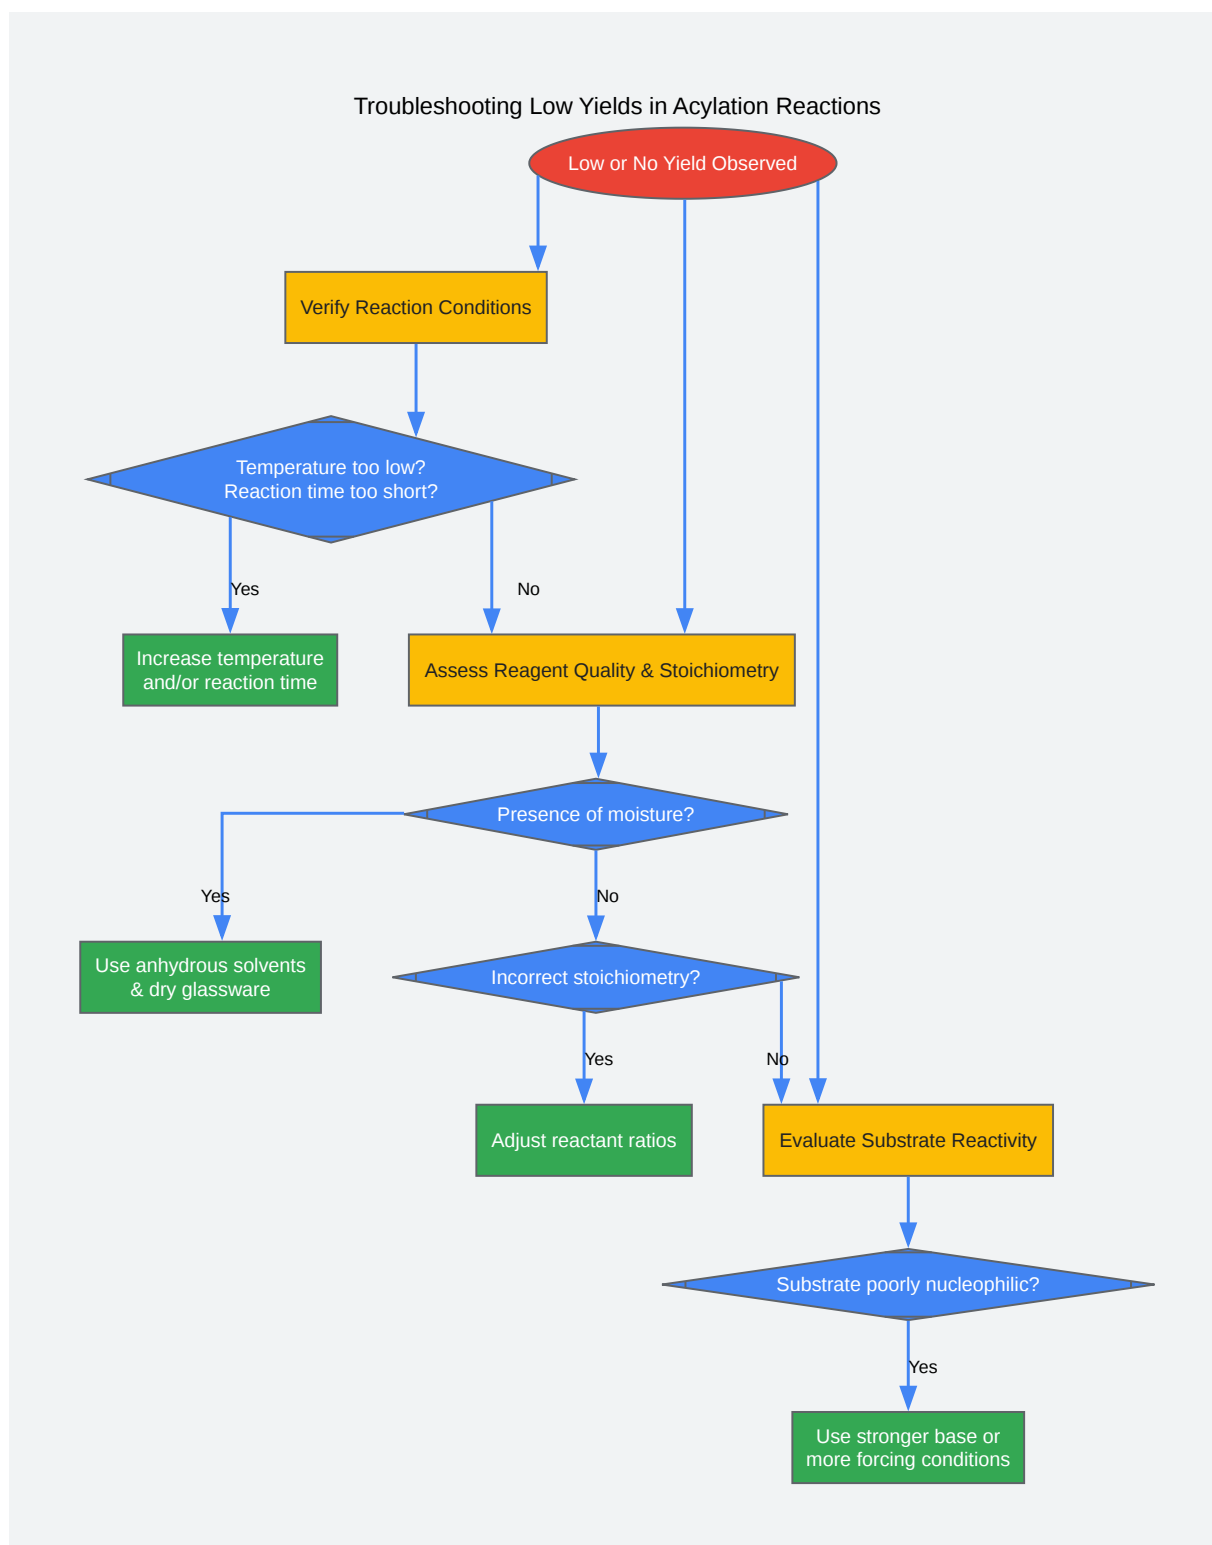 Troubleshooting Low Yields in Acylation Reactions
Low or No Yield Observed
Verify Reaction Conditions
Temperature too low?
Reaction time too short?
Yes
No
Increase temperature
and/or reaction time
Assess Reagent Quality & Stoichiometry
Presence of moisture?
Yes
No
Use anhydrous solvents
& dry glassware
Incorrect stoichiometry?
Yes
No
Adjust reactant ratios
Evaluate Substrate Reactivity
Substrate poorly nucleophilic?
Yes
Use stronger base or
more forcing conditions